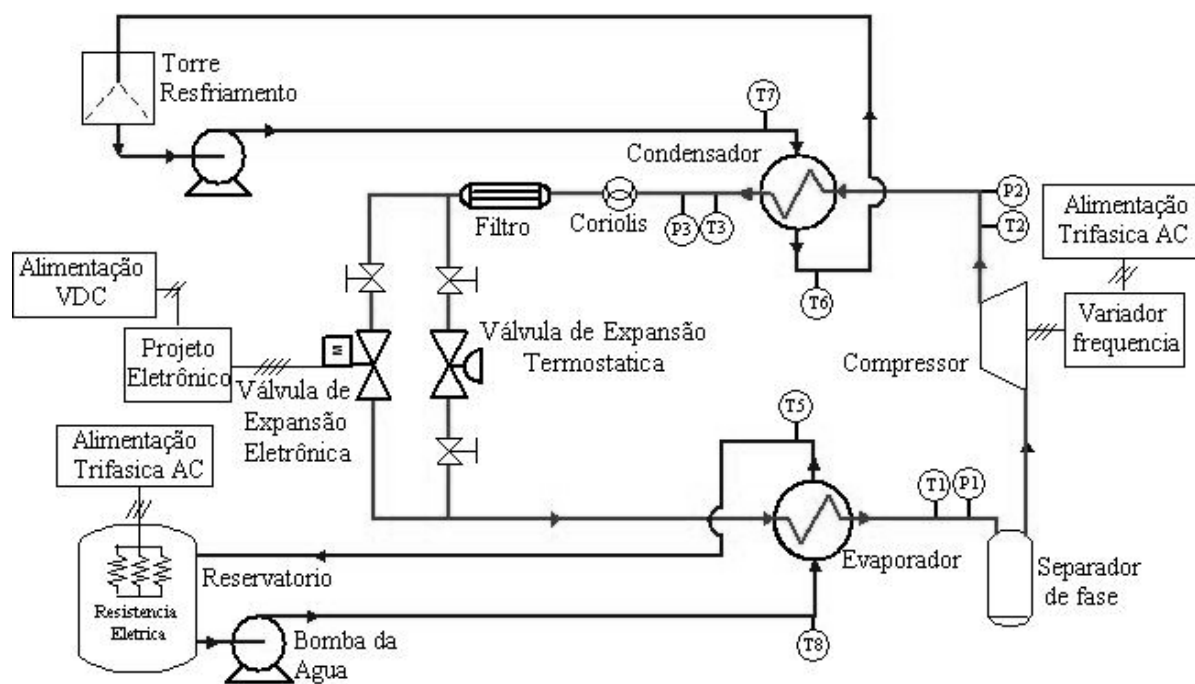 Torre
Resfriamento
T7
Condensador
P2
T2
Alimentação
Trifasica AC
Filtro
Coriolis
P3
T3
T6
Alimentação
VDC
Projeto
Eletrônico
M
Válvula de
Expansão
Eletrônica
Válvula de Expansão
Termostatica
Compressor
Variador
frequencia
Alimentação
Trifasica AC
T5
T1
P1
Evaporador
Reservatorio
Resistencia
Eletrica
Bomba da
Agua
T8
Separador
de fase